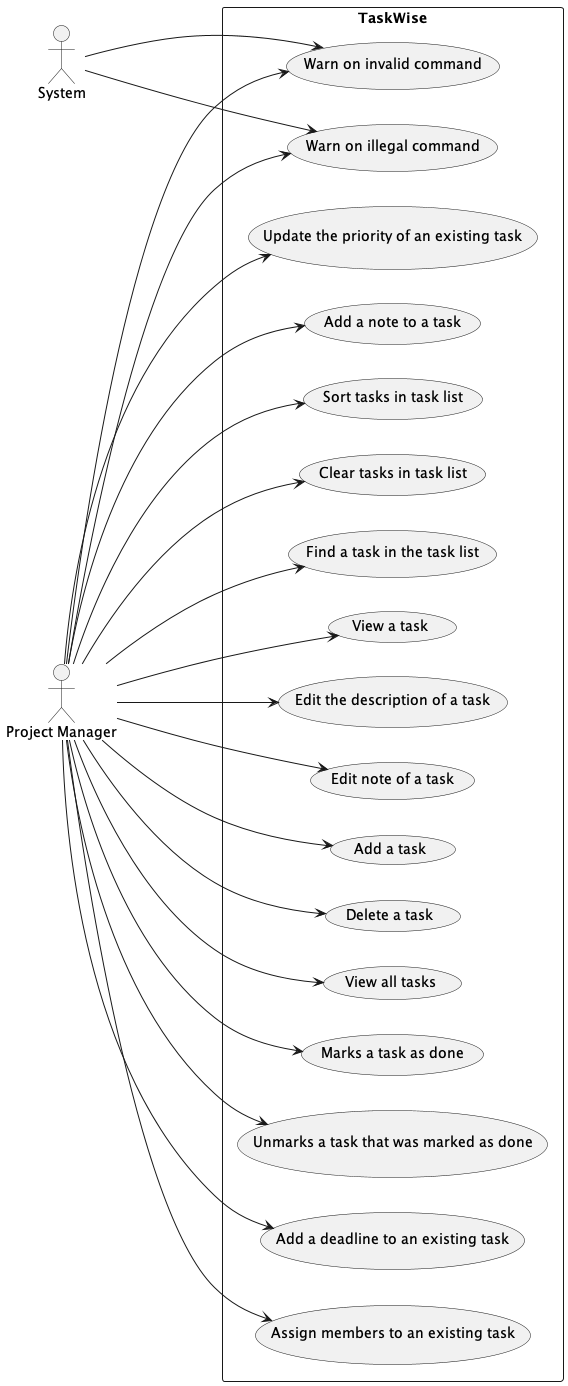 TaskWise
System
Warn on invalid command
Warn on illegal command
Update the priority of an existing task
Add a note to a task
Sort tasks in task list
Clear tasks in task list
Find a task in the task list
View a task
Edit the description of a task
Project Manager
Edit note of a task
Add a task
Delete a task
View all tasks
Marks a task as done
Unmarks a task that was marked as done
Add a deadline to an existing task
Assign members to an existing task